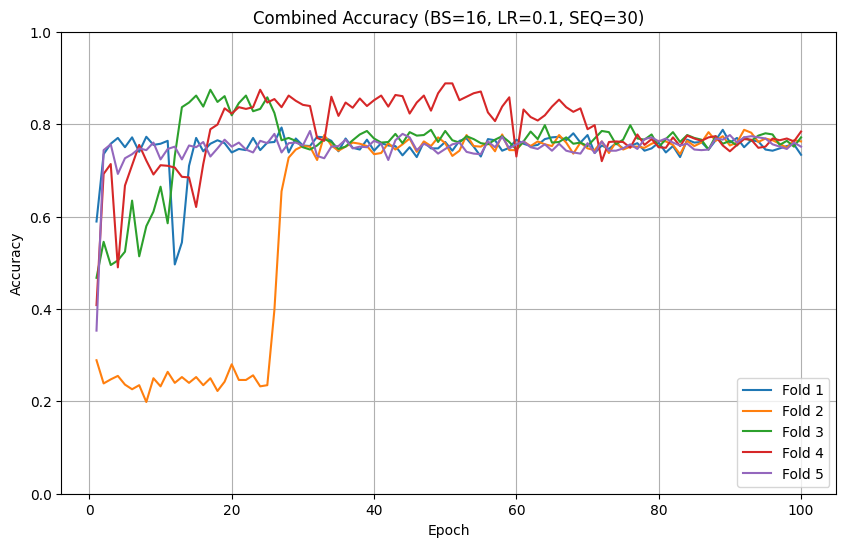 Combined Accuracy (BS=16, LR=0.1, SEQ=30)
1.0
0.8
0.6
0.4
0.2
0.0
Accuracy
Fold 1
Fold 2
Fold 3
Fold 4
Fold 5
0 20 40 60 80 100
Epoch